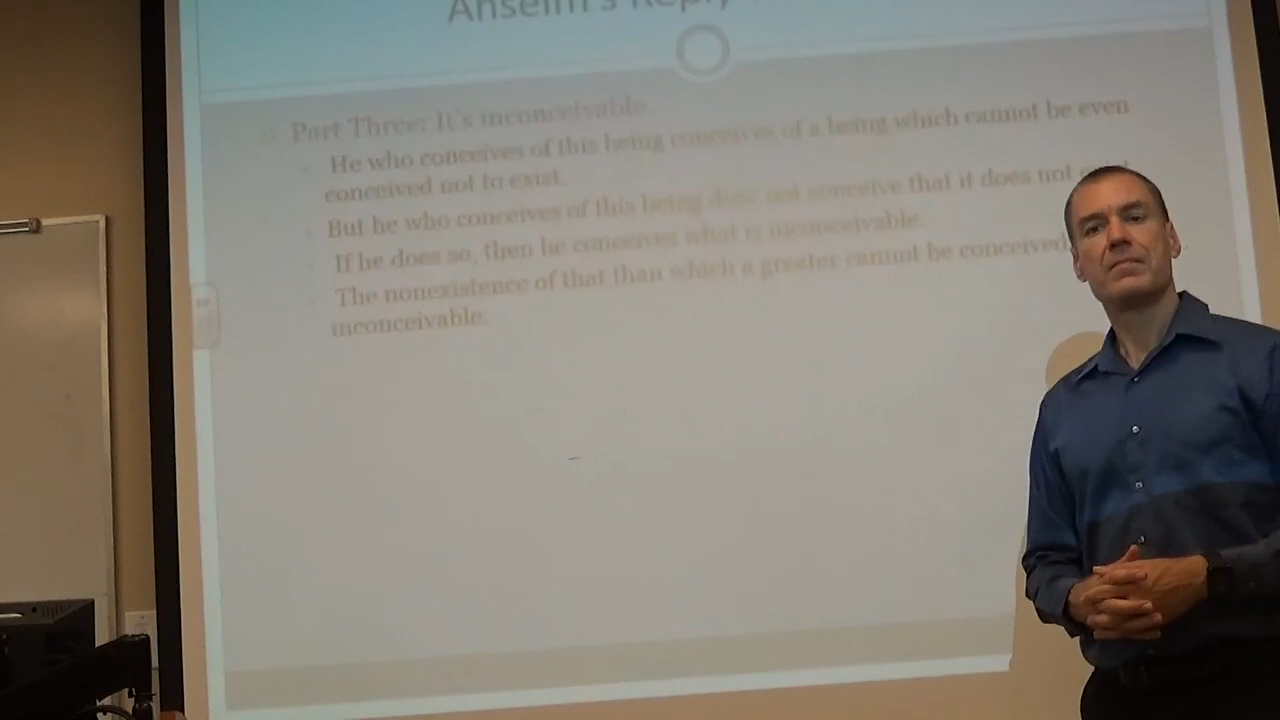 Anselm's Reply
Part Three: It's inconceivable.
He who conceives of this being conceives of a being which cannot be even
conceived not to exist.
But he who conceives of this being does not conceive that it does not
If he does so, then he conceives what is inconceivable.
The nonexistence of that than which a greater cannot be conceived
inconceivable.